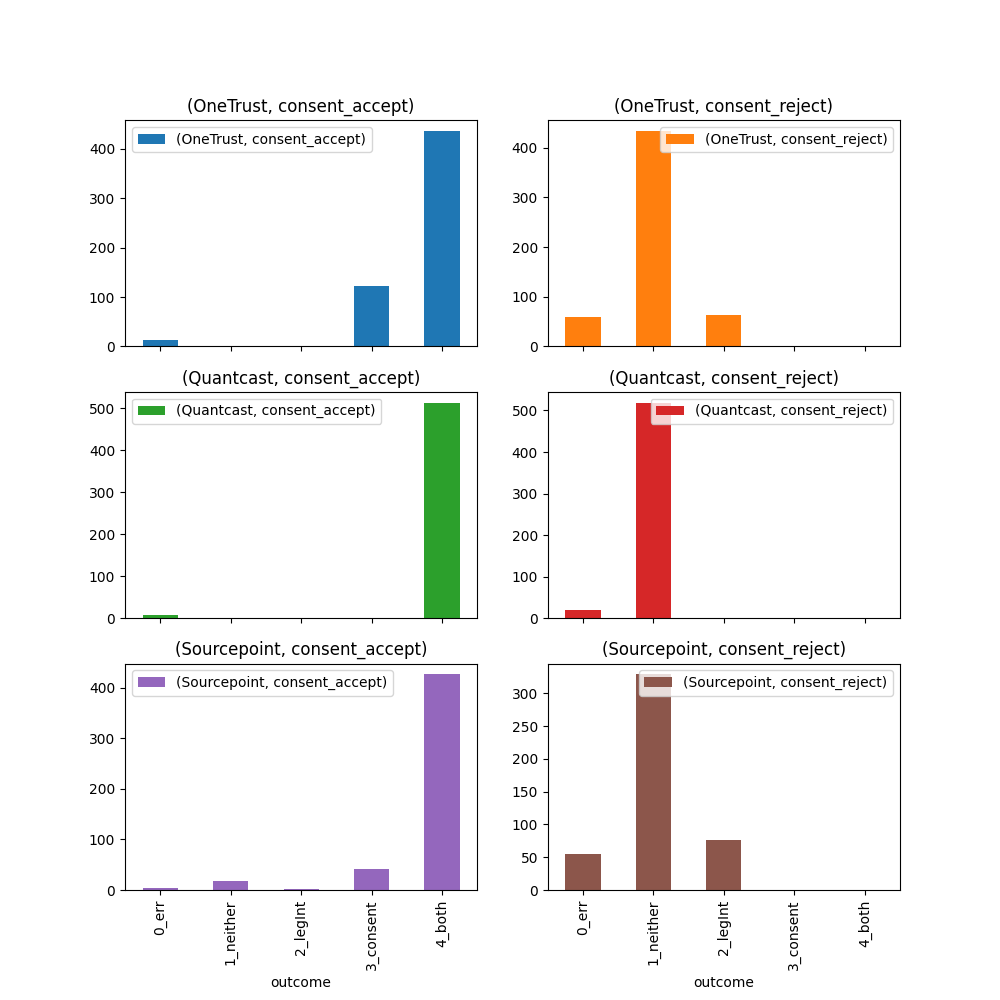 (OneTrust, consent_accept)
(OneTrust, consent_accept)
400
300
200
100
0
(OneTrust, consent_reject)
(OneTrust, consent_reject)
400
300
200
100
0
(Quantcast, consent_accept)
(Quantcast, consent_accept)
500
400
300
200
100
0
(Quantcast, consent_reject)
(Quantcast, consent_reject)
500
400
300
200
100
0
(Sourcepoint, consent_accept)
(Sourcepoint, consent_accept)
400
300
200
100
0
0_err
1_neither
2_legInt
3_consent
4_both
outcome
(Sourcepoint, consent_reject)
(Sourcepoint, consent_reject)
300
250
200
150
100
50
0
0_err
1_neither
2_legInt
3_consent
4_both
outcome